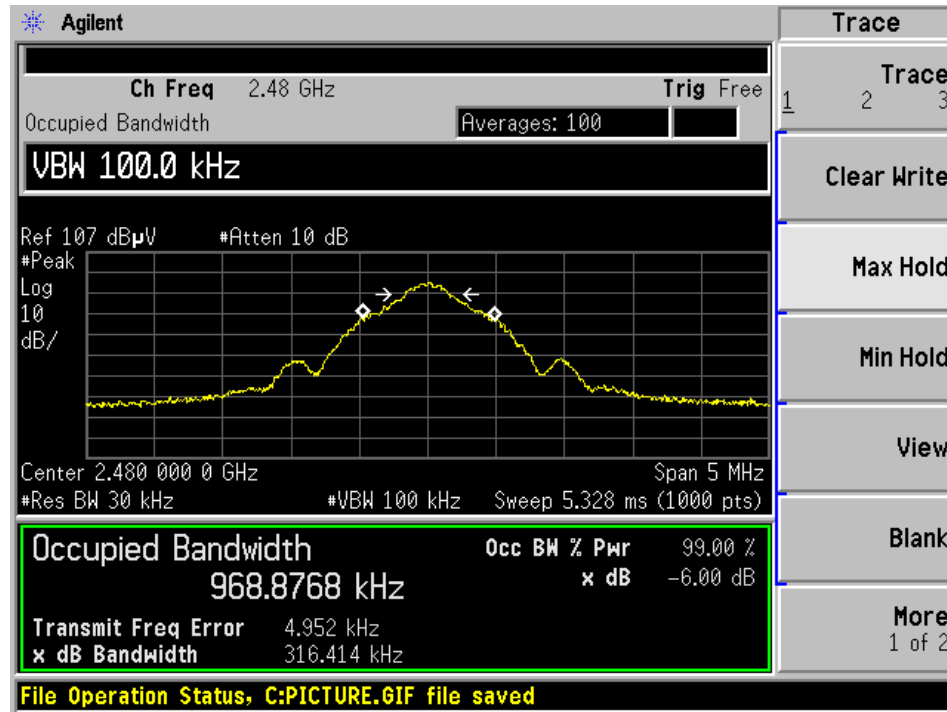 Agilent
Trace
Ch Freq 2.48 GHz Trig Free
Occupied Bandwidth Averages: 100
VBW 100.0 kHz
Ref 107 dBµV #Atten 10 dB
#Peak
Log
10
dB/
Center 2.480 000 0 GHz Span 5 MHz
#Res BW 30 kHz #VBW 100 kHz Sweep 5.328 ms (1000 pts)
Occupied Bandwidth Occ BW % Pwr 99.00 %
968.8768 kHz x dB -6.00 dB
Transmit Freq Error 4.952 kHz
x dB Bandwidth 316.414 kHz
Trace
1 2 3
Clear Write
Max Hold
Min Hold
View
Blank
More
1 of 2
File Operation Status, C:PICTURE.GIF file saved